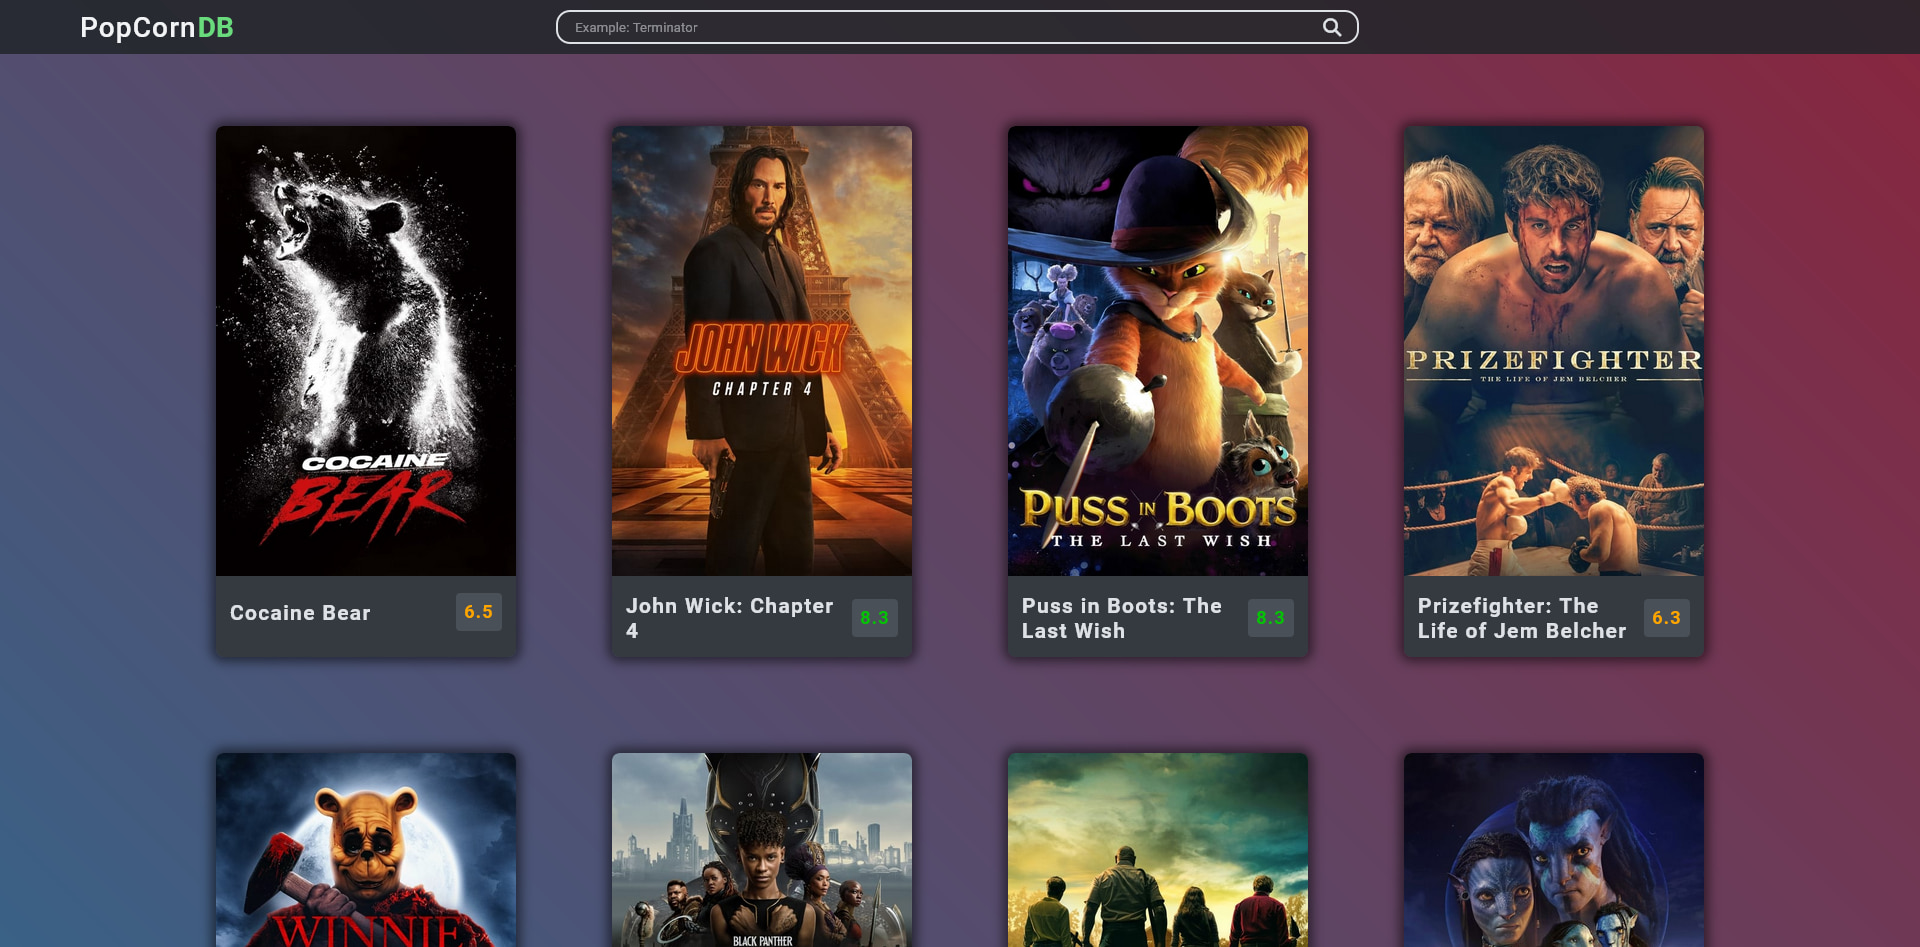 PopCornDB
Example: Terminator
COCAINE
BEAR
JOHN WICK
CHAPTER 4
PUSS IN BOOTS
THE LAST WISH
PRIZEFIGHTER
THE LIFE OF JEM BELCHER
Cocaine Bear
6.5
John Wick: Chapter
4
8.3
Puss in Boots: The
Last Wish
8.3
Prizefighter: The
Life of Jem Belcher
6.3
WINNIE
BLACK PANTHER